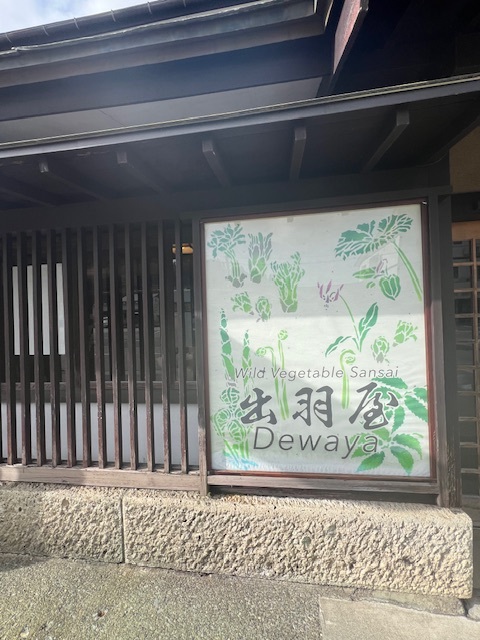 Wild Vegetable Sansai
出羽屋
Dewaya